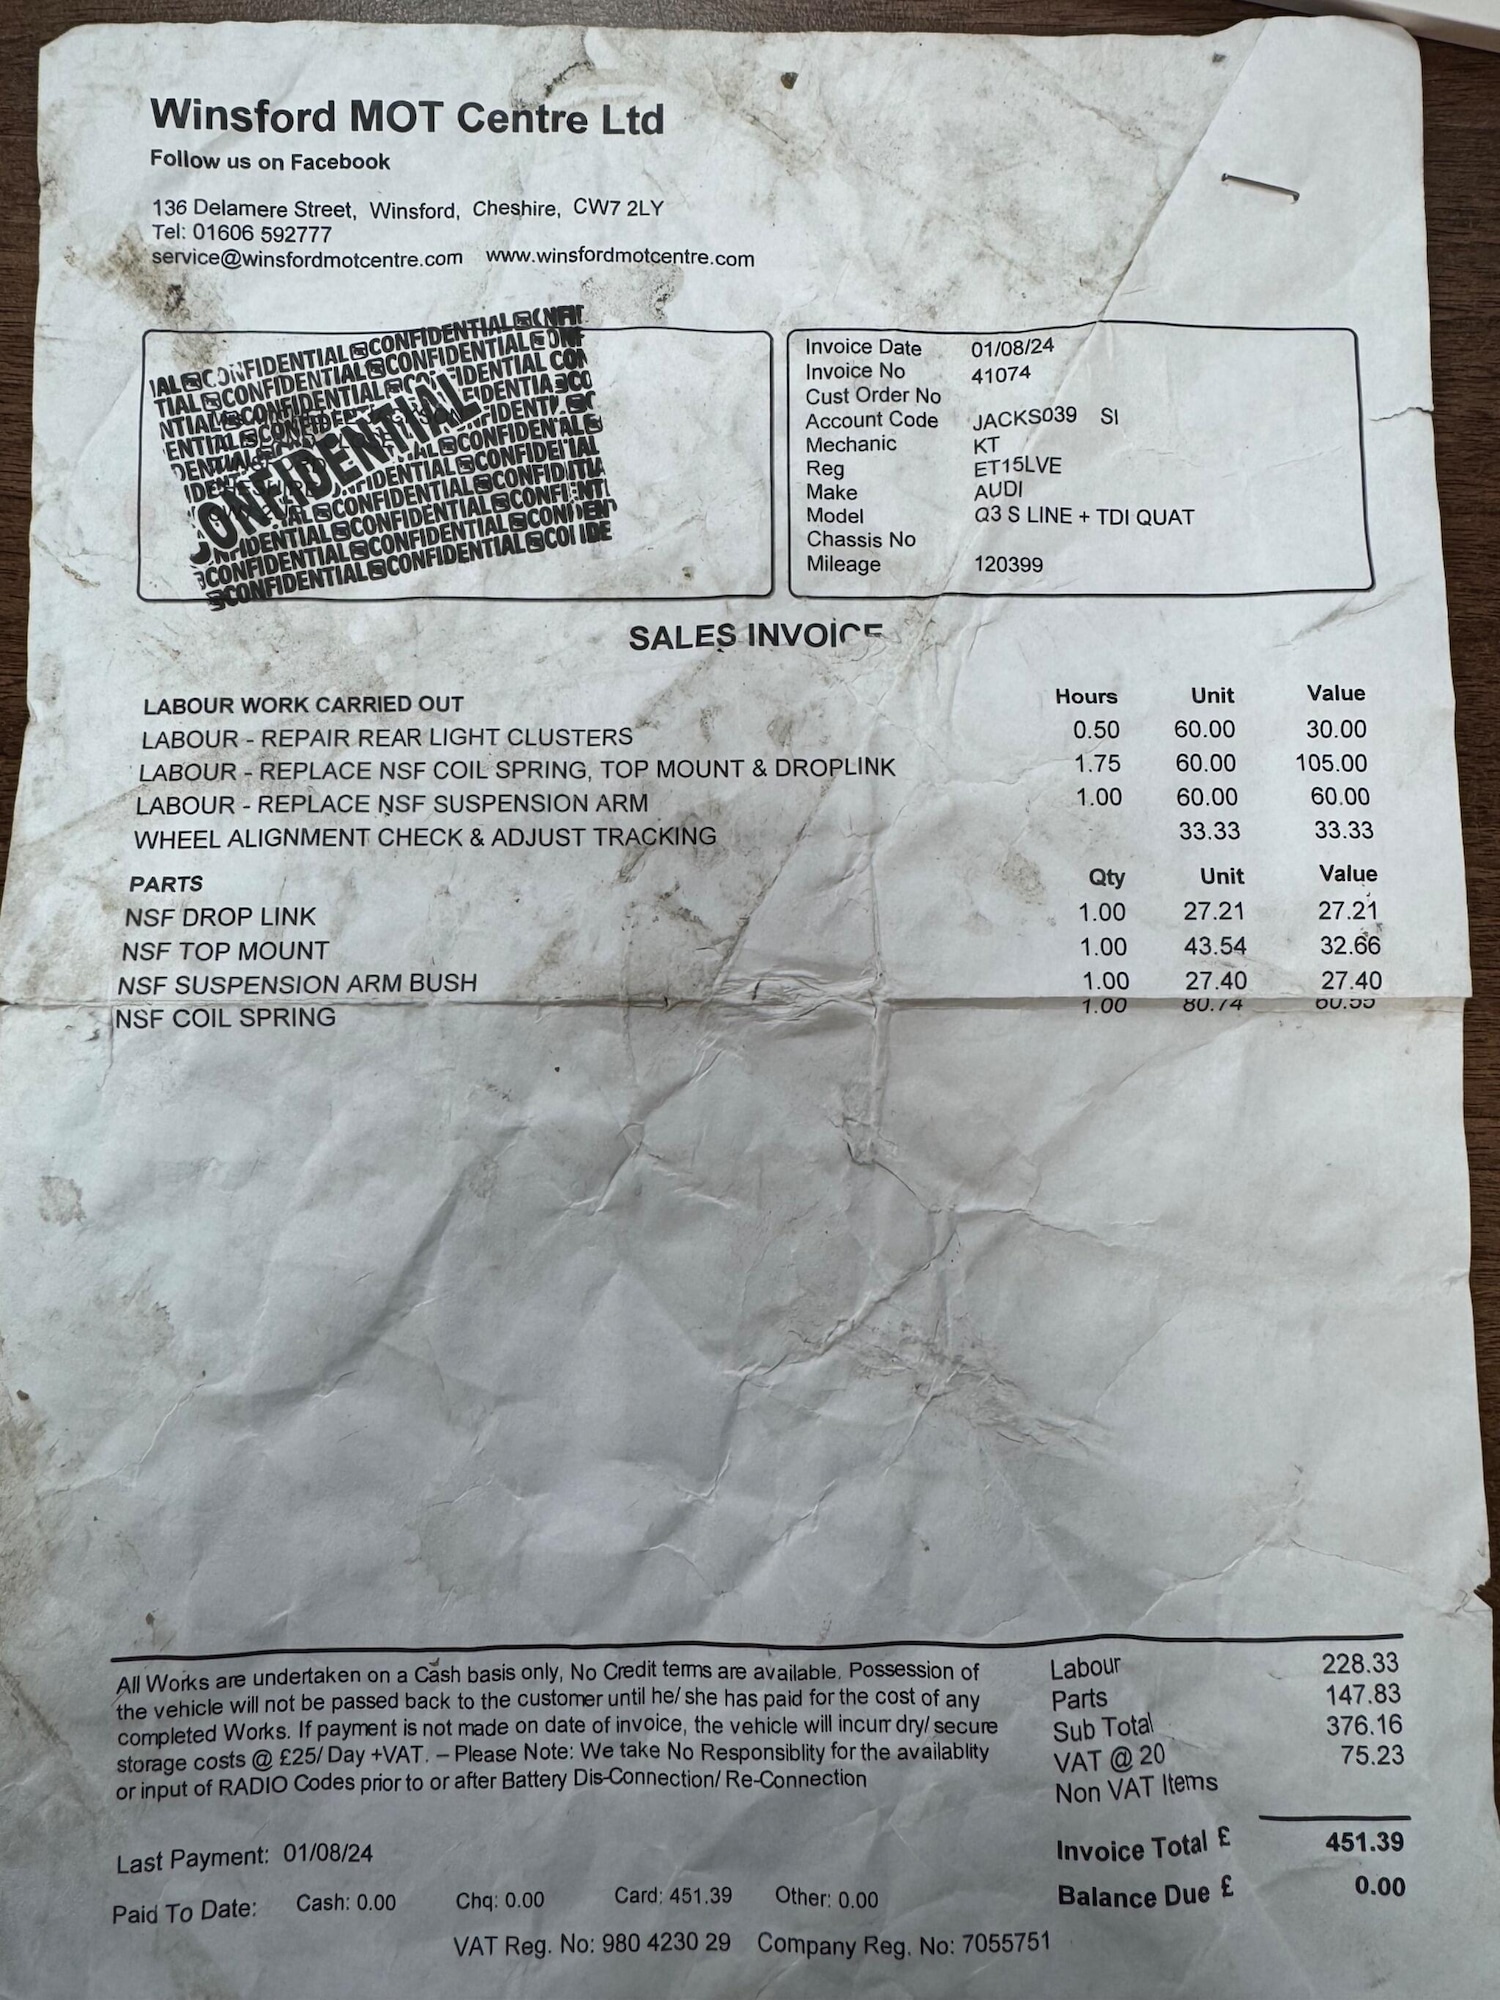 Winsford MOT Centre Ltd
Follow us on Facebook
136 Delamere Street, Winsford, Cheshire, CW7 2LY
Tel: 01606 592777
service@winsfordmotcentre.com www.winsfordmotcentre.com
CONFIDENTIAL
Invoice Date 01/08/24
Invoice No 41074
Cust Order No
Account Code JACKS039 SI
Mechanic KT
Reg ET15LVE
Make AUDI
Model Q3 S LINE + TDI QUAT
Chassis No
Mileage 120399
SALES INVOICE
LABOUR WORK CARRIED OUT Hours Unit Value
LABOUR - REPAIR REAR LIGHT CLUSTERS 0.50 60.00 30.00
LABOUR - REPLACE NSF COIL SPRING, TOP MOUNT & DROPLINK 1.75 60.00 105.00
LABOUR - REPLACE NSF SUSPENSION ARM 1.00 60.00 60.00
WHEEL ALIGNMENT CHECK & ADJUST TRACKING 33.33 33.33
PARTS Qty Unit Value
NSF DROP LINK 1.00 27.21 27.21
NSF TOP MOUNT 1.00 43.54 32.66
NSF SUSPENSION ARM BUSH 1.00 27.40 27.40
NSF COIL SPRING 1.00 80.74 60.55
All Works are undertaken on a Cash basis only, No Credit terms are available. Possession of
the vehicle will not be passed back to the customer until he/ she has paid for the cost of any
completed Works. If payment is not made on date of invoice, the vehicle will incurr dry/ secure
storage costs @ £25/ Day +VAT. – Please Note: We take No Responsiblity for the availablity
or input of RADIO Codes prior to or after Battery Dis-Connection/ Re-Connection
Labour 228.33
Parts 147.83
Sub Total 376.16
VAT @ 20 75.23
Non VAT Items
Invoice Total £ 451.39
Balance Due £ 0.00
Last Payment: 01/08/24
Paid To Date: Cash: 0.00 Chq: 0.00 Card: 451.39 Other: 0.00
VAT Reg. No: 980 4230 29 Company Reg. No: 7055751